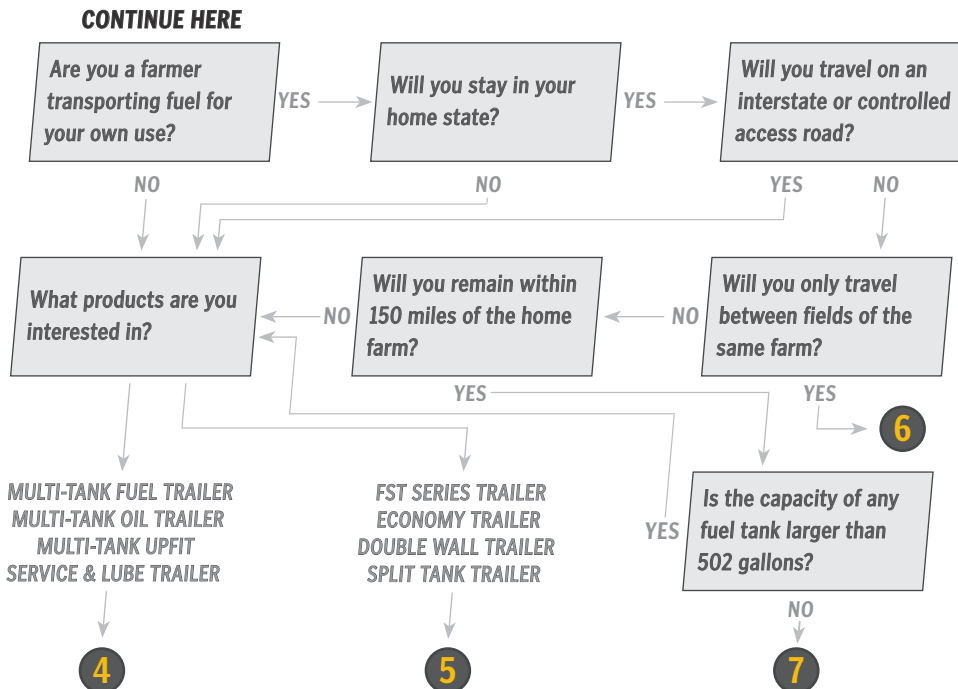 CONTINUE HERE
Are you a farmer
transporting fuel for
your own use?
YES
Will you stay in your
home state?
YES
Will you travel on an
interstate or controlled
access road?
NO
NO
YES
NO
What products are you
interested in?
NO
Will you remain within
150 miles of the home
farm?
NO
Will you only travel
between fields of the
same farm?
YES
YES
6
MULTI-TANK FUEL TRAILER
MULTI-TANK OIL TRAILER
MULTI-TANK UPFIT
SERVICE & LUBE TRAILER
FST SERIES TRAILER
ECONOMY TRAILER
DOUBLE WALL TRAILER
SPLIT TANK TRAILER
YES
Is the capacity of any
fuel tank larger than
502 gallons?
NO
4
5
7